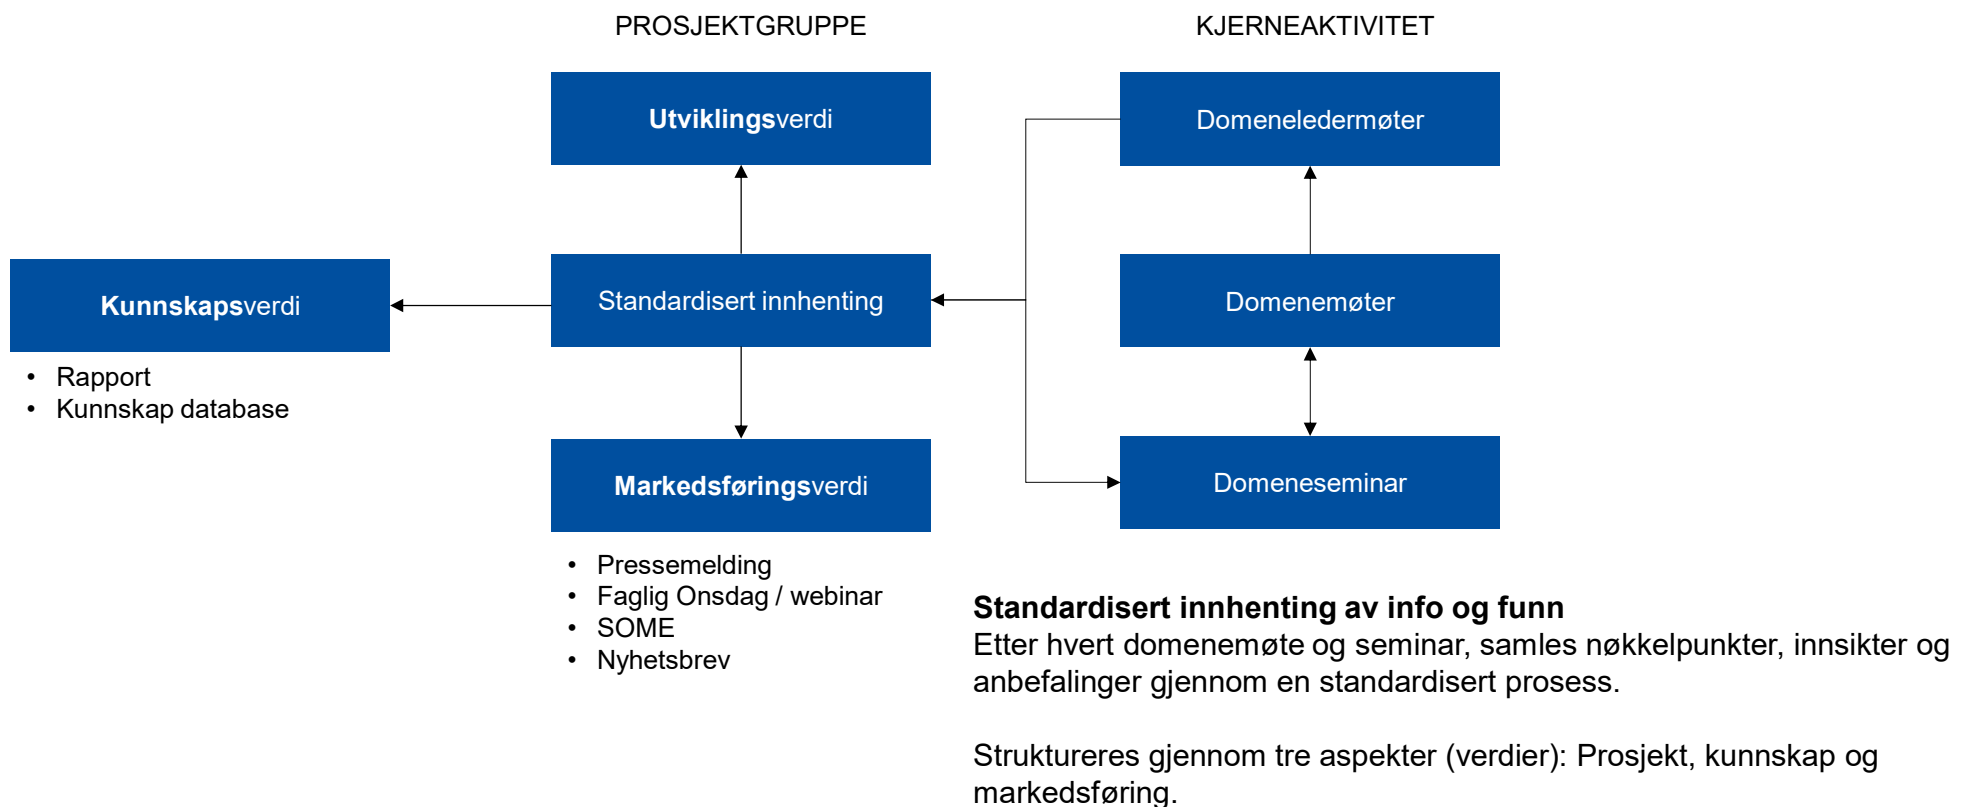 PROSJEKTGRUPPE
KJERNEAKTIVITET
Utviklingsverdi
Domeneledermøter
Kunnskapsverdi
Standardisert innhenting
Domenemøter
• Rapport
• Kunnskap database
Markedsføringsverdi
Domeneseminar
• Pressemelding
• Faglig Onsdag / webinar
• SOME
• Nyhetsbrev
Standardisert innhenting av info og funn
Etter hvert domenemøte og seminar, samles nøkkelpunkter, innsikter og
anbefalinger gjennom en standardisert prosess.
Struktureres gjennom tre aspekter (verdier): Prosjekt, kunnskap og
markedsføring.